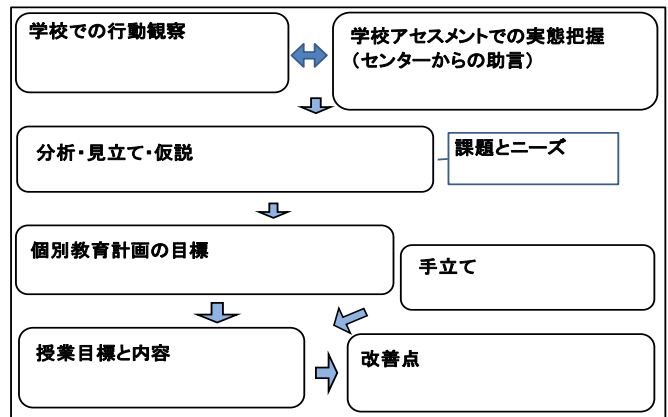 学校での行動観察
学校アセスメントでの実態把握
（センターからの助言）
分析・見立て・仮説
課題とニーズ
個別教育計画の目標
手立て
授業目標と内容
改善点